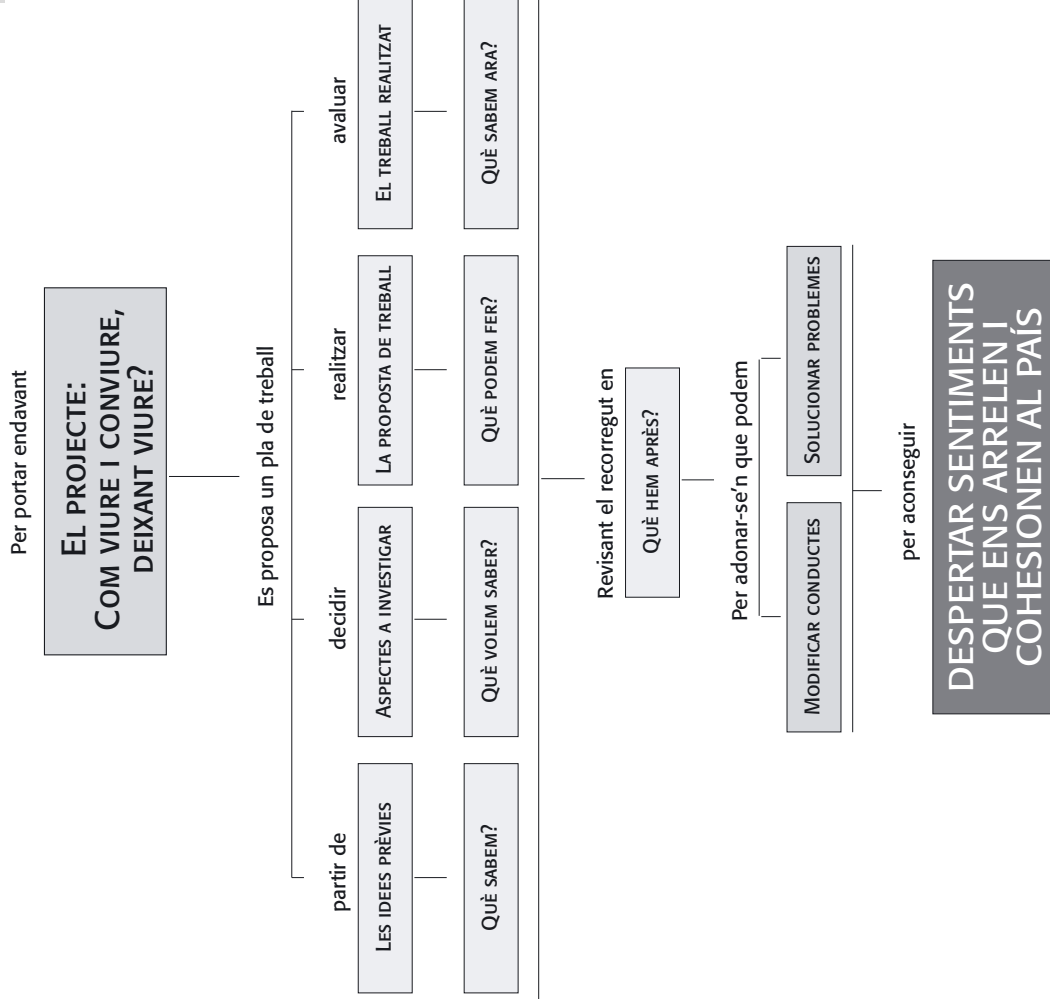 Per portar endavant
El projecte:
Com viure i conviure,
deixant viure?
Es proposa un pla de treball
partir de
decidir
realitzar
avaluar
Les idees prèvies
Aspectes a investigar
La proposta de treball
El treball realitzat
Què sabem?
Què volem saber?
Què podem fer?
Què sabem ara?
Revisant el recorregut en
Què hem après?
Per adonar-se'n que podem
Modificar conductes
Solucionar problemes
per aconseguir
DESPERTAR SENTIMENTS
QUE ENS ARRELEN I
COHESIONEN AL PAÍS